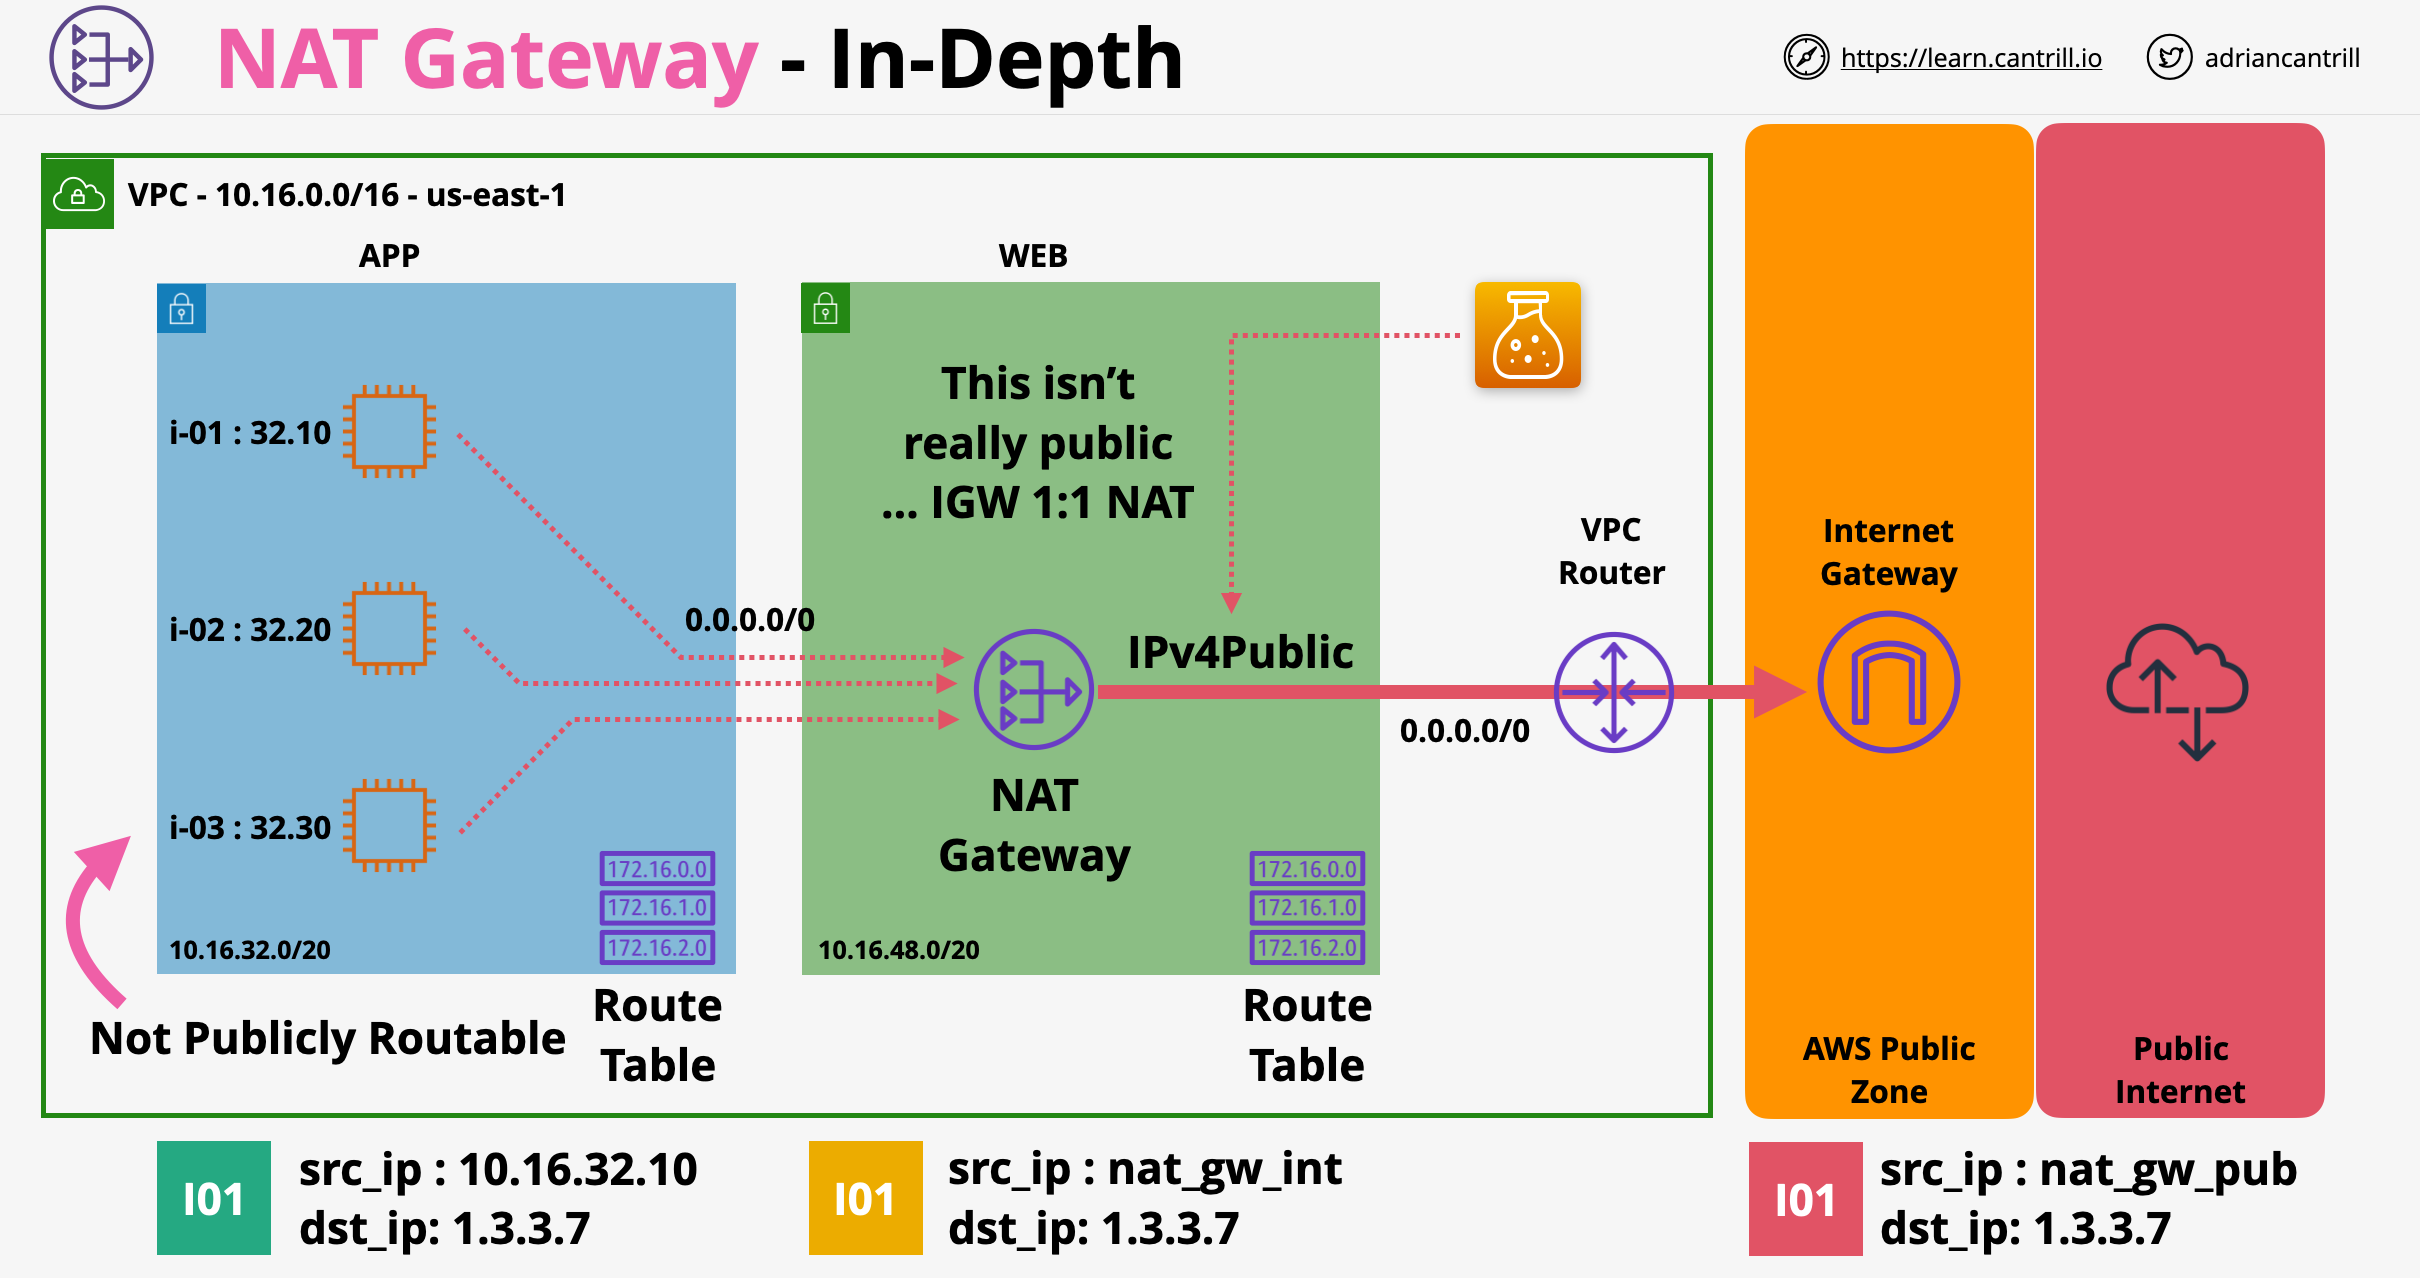 NAT Gateway - In-Depth
https://learn.cantrill.io
adriancantrill
VPC - 10.16.0.0/16 - us-east-1
APP
WEB
This isn’t
really public
... IGW 1:1 NAT
i-01 : 32.10
i-02 : 32.20
i-03 : 32.30
0.0.0.0/0
IPv4Public
NAT
Gateway
0.0.0.0/0
VPC
Router
Internet
Gateway
172.16.0.0
172.16.1.0
172.16.2.0
10.16.32.0/20
172.16.0.0
172.16.1.0
172.16.2.0
10.16.48.0/20
Not Publicly Routable
Route
Table
Route
Table
AWS Public
Zone
Public
Internet
I01
src_ip : 10.16.32.10
dst_ip: 1.3.3.7
I01
src_ip : nat_gw_int
dst_ip: 1.3.3.7
I01
src_ip : nat_gw_pub
dst_ip: 1.3.3.7